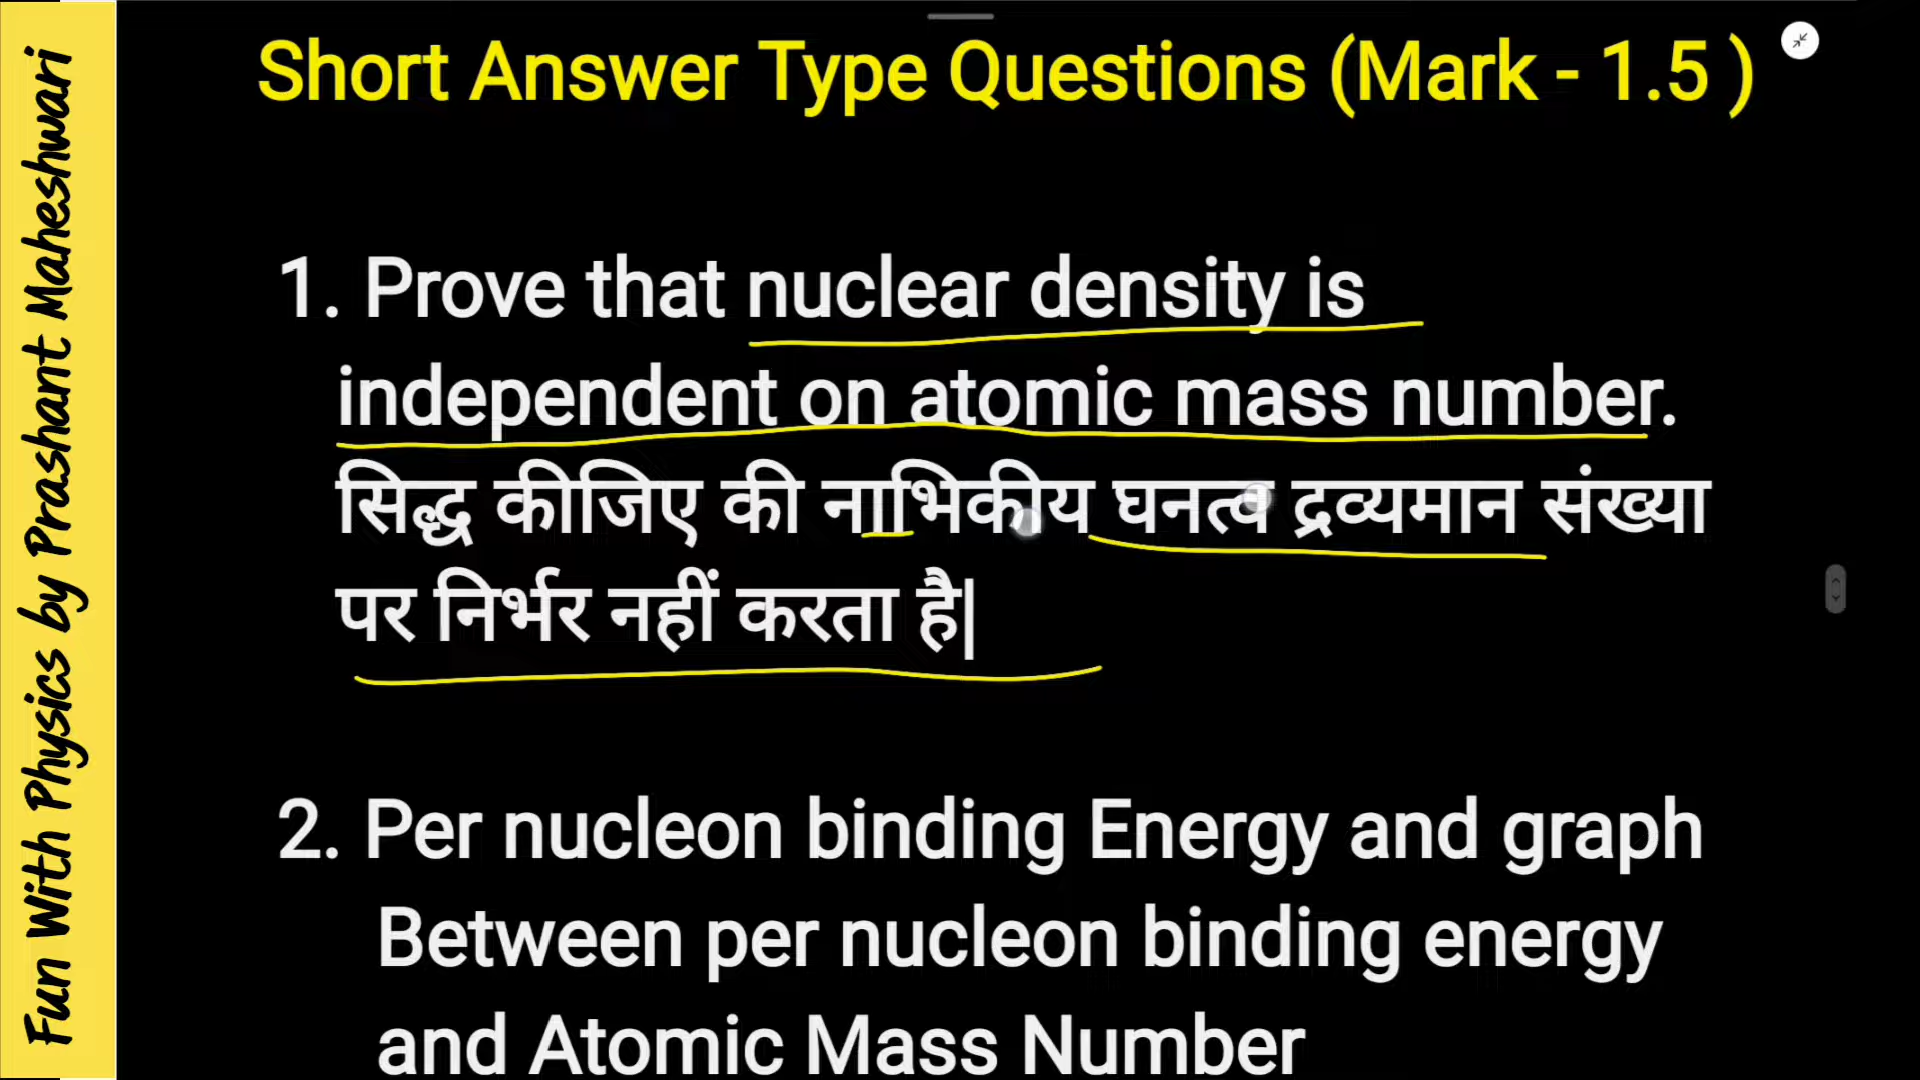 Fun With Physics by Prashant Maheshwari
Short Answer Type Questions (Mark - 1.5 )
1. Prove that nuclear density is
independent on atomic mass number.
सिद्ध कीजिए की नाभिकीय घनत्व द्रव्यमान संख्या
पर निर्भर नहीं करता है|
2. Per nucleon binding Energy and graph
Between per nucleon binding energy
and Atomic Mass Number